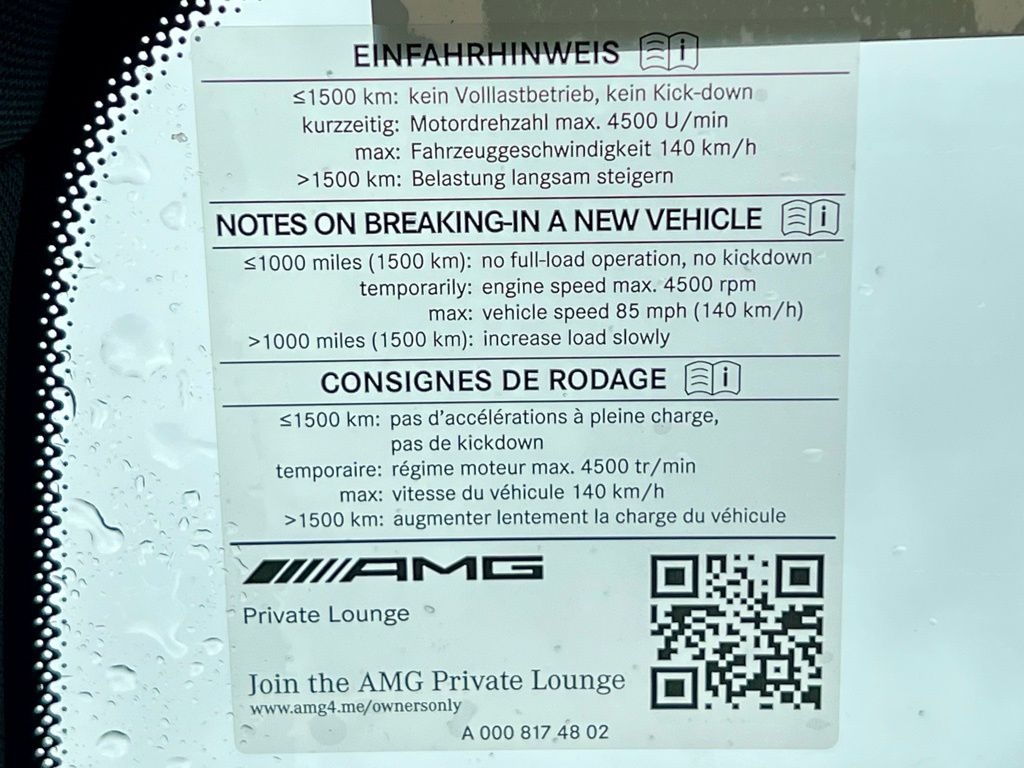 EINFAHRHINWEIS
≤1500 km: kein Volllastbetrieb, kein Kick-down
kurzzeitig: Motordrehzahl max. 4500 U/min
max: Fahrzeuggeschwindigkeit 140 km/h
>1500 km: Belastung langsam steigern
NOTES ON BREAKING-IN A NEW VEHICLE
≤1000 miles (1500 km): no full-load operation, no kickdown
temporarily: engine speed max. 4500 rpm
max: vehicle speed 85 mph (140 km/h)
>1000 miles (1500 km): increase load slowly
CONSIGNES DE RODAGE
≤1500 km: pas d'accélérations à pleine charge,
pas de kickdown
temporaire: régime moteur max. 4500 tr/min
max: vitesse du véhicule 140 km/h
>1500 km: augmenter lentement la charge du véhicule
AMG
Private Lounge
Join the AMG Private Lounge
www.amg4.me/ownersonly
A 000 817 48 02